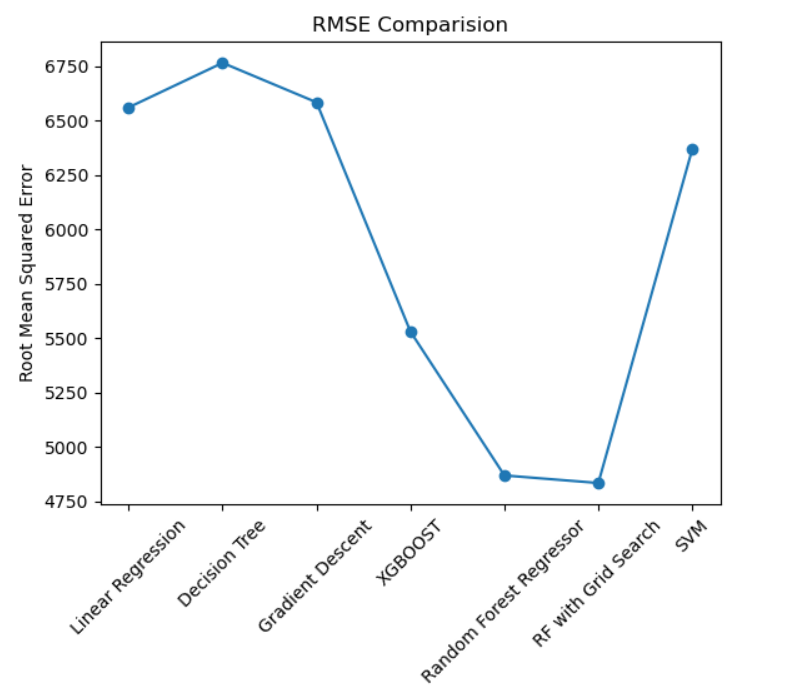 RMSE Comparision
Root Mean Squared Error
6750
6500
6250
6000
5750
5500
5250
5000
4750
Linear Regression
Decision Tree
Gradient Descent
XGBOOST
Random Forest Regressor
RF with Grid Search
SVM